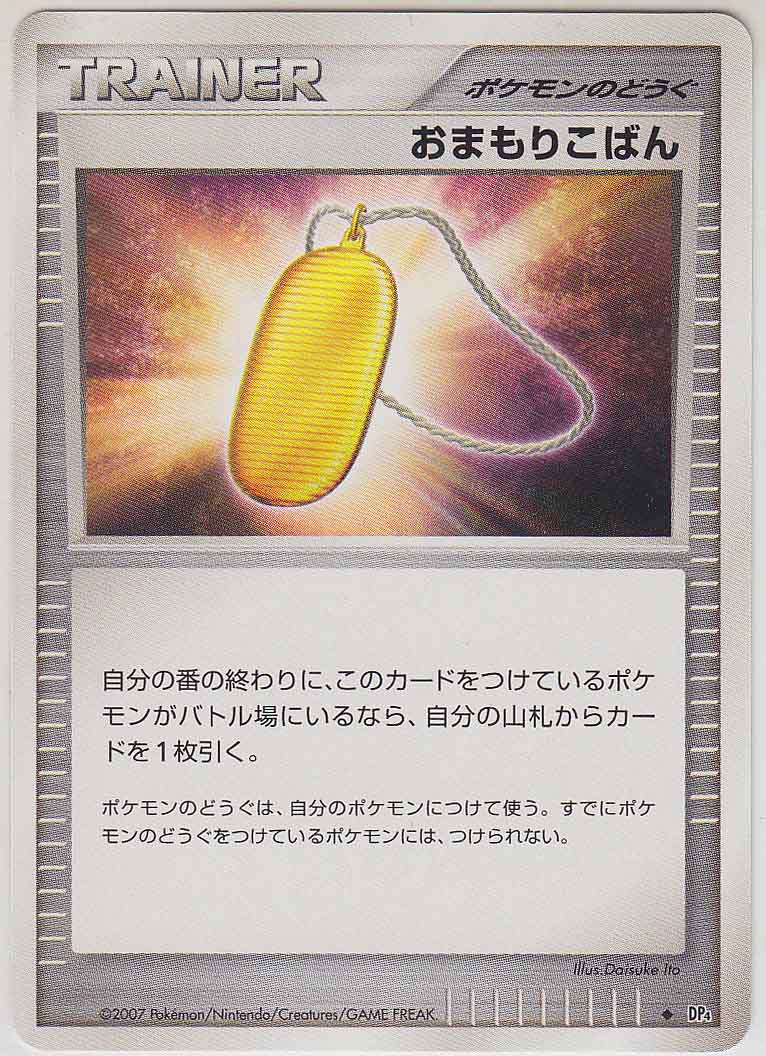 TRAINER
ポケモンのどうぐ
おまもりこばん
自分の番の終わりに、このカードをつけているポケ
モンがバトル場にいるなら、自分の山札からカー
ドを1枚引く。
ポケモンのどうぐは、自分のポケモンにつけて使う。すでにポケ
モンのどうぐをつけているポケモンには、つけられない。
Illus.Daisuke Ito
©2007 Pokémon/Nintendo/Creatures/GAME FREAK.
◆ DP4